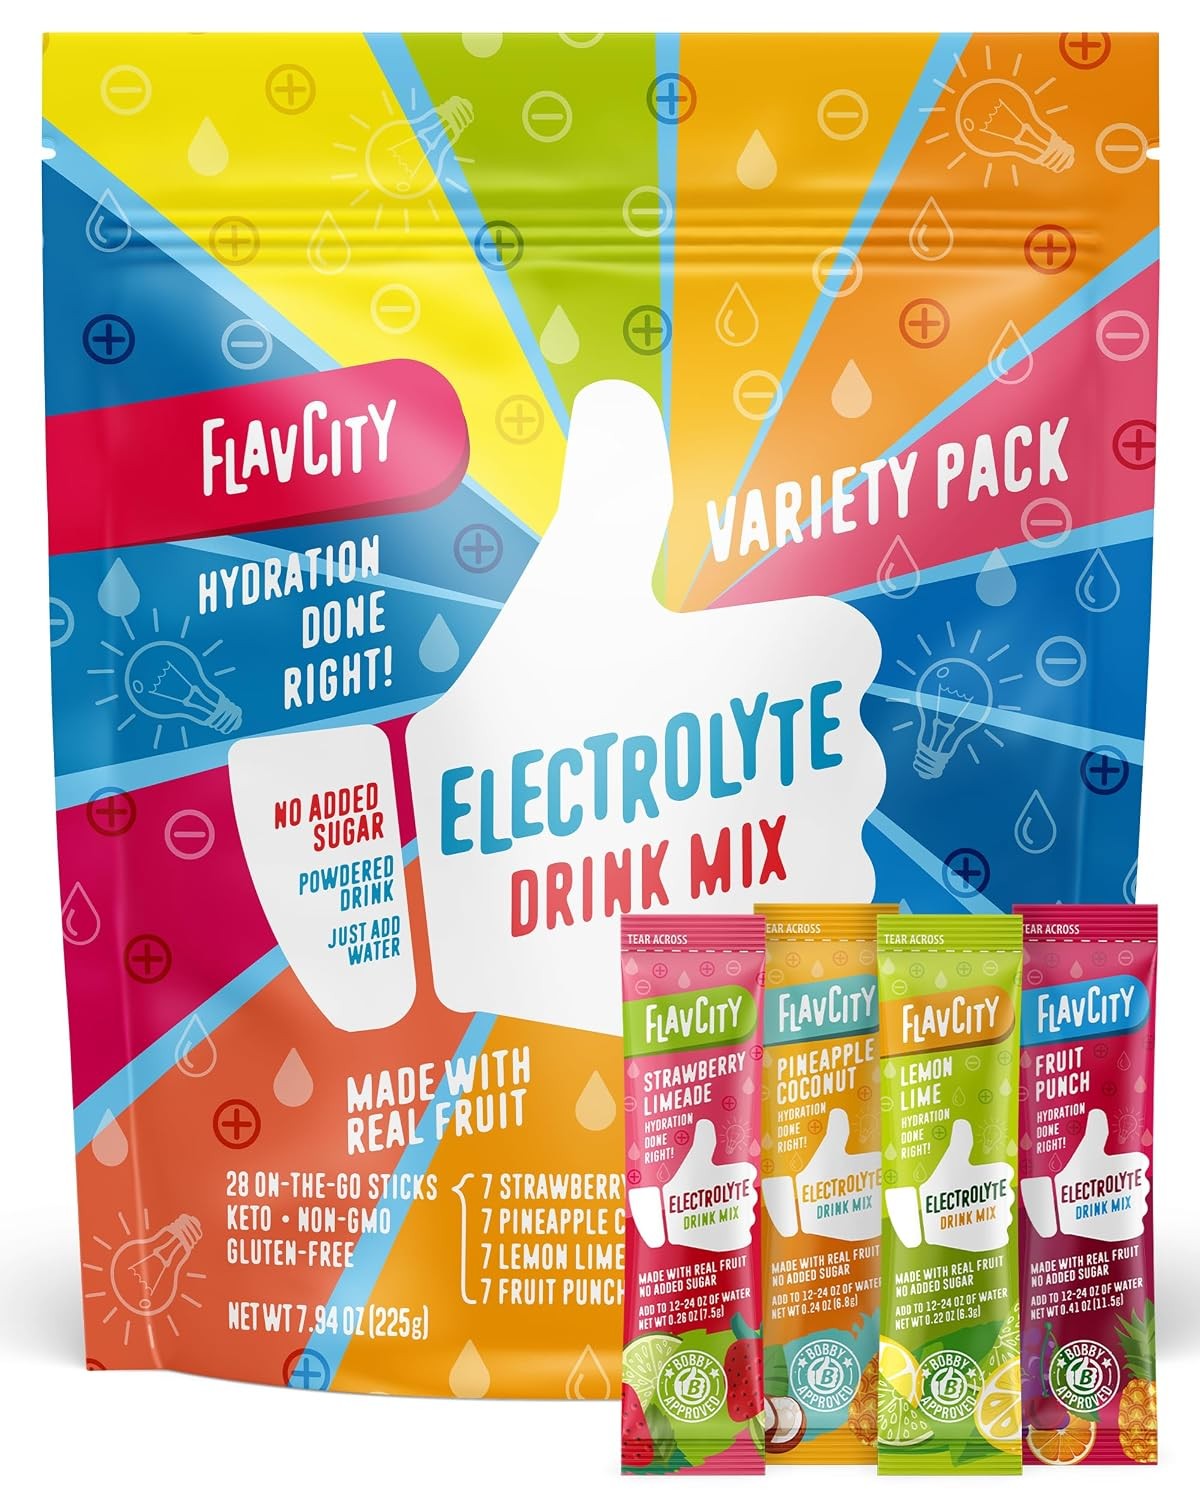 FLAVCITY
HYDRATION
DONE
RIGHT!
VARIETY PACK
NO ADDED
SUGAR
POWDERED
DRINK
JUST ADD
WATER
ELECTROLYTE
DRINK MIX
MADE WITH
REAL FRUIT
28 ON-THE-GO STICKS
KETO • NON-GMO
GLUTEN-FREE
7 STRAWBERRY
7 PINEAPPLE C
7 LEMON LIME
7 FRUIT PUNCH
NET WT 7.94 OZ (225g)
TEAR ACROSS
FLAVCITY
STRAWBERRY
LIMEADE
HYDRATION
DONE
RIGHT!
ELECTROLYTE
DRINK MIX
MADE WITH REAL FRUIT
NO ADDED SUGAR
ADD TO 12-24 OZ OF WATER
NET WT 0.26 OZ (7.5g)
BOBBY
B
APPROVED
EAR ACROSS
FLAVCITY
PINEAPPLE
COCONUT
HYDRATION
DONE
RIGHT!
ELECTROLYTE
DRINK MIX
MADE WITH REAL FRUIT
NO ADDED SUGAR
ADD TO 12-24 OZ OF WATER
NET WT 0.24 OZ (6.8g)
BOBBY
B
APPROVED
TEAR ACROSS
FLAVCITY
LEMON
LIME
HYDRATION
DONE
RIGHT!
ELECTROLYTE
DRINK MIX
MADE WITH REAL FRUIT
NO ADDED SUGAR
ADD TO 12-24 OZ OF WATER
NET WT 0.22 OZ (6.3g)
BOBBY
B
APPROVED
EAR ACROSS
FLAVCITY
FRUIT
PUNCH
HYDRATION
DONE
RIGHT!
ELECTROLYTE
DRINK MIX
MADE WITH REAL FRUIT
NO ADDED SUGAR
ADD TO 12-24 OZ OF WATER
NET WT 0.41 OZ (11.5g)
BOBBY
B
APPROVED